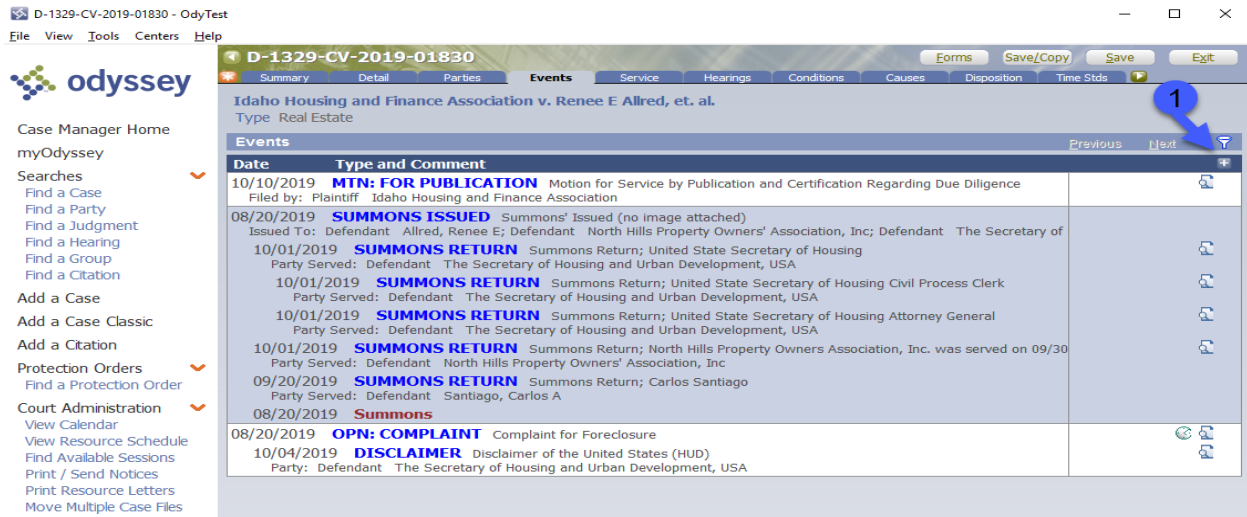 D-1329-CV-2019-01830 - OdyTest
File View Tools Centers Help
odyssey
Case Manager Home
myOdyssey
Searches
Find a Case
Find a Party
Find a Judgment
Find a Hearing
Find a Group
Find a Citation
Add a Case
Add a Case Classic
Add a Citation
Protection Orders
Find a Protection Order
Court Administration
View Calendar
View Resource Schedule
Find Available Sessions
Print / Send Notices
Print Resource Letters
Move Multiple Case Files
D-1329-CV-2019-01830 Forms Save/Copy Save Exit
Summary Detail Parties Events Service Hearings Conditions Causes Disposition Time Stds
1
Idaho Housing and Finance Association v. Renee E Allred, et. al.
Type Real Estate
Events Previous Next
Date Type and Comment
10/10/2019 MTN: FOR PUBLICATION Motion for Service by Publication and Certification Regarding Due Diligence
Filed by: Plaintiff Idaho Housing and Finance Association
08/20/2019 SUMMONS ISSUED Summons' Issued (no image attached)
Issued To: Defendant Allred, Renee E; Defendant North Hills Property Owners' Association, Inc; Defendant The Secretary of
10/01/2019 SUMMONS RETURN Summons Return; United State Secretary of Housing
Party Served: Defendant The Secretary of Housing and Urban Development, USA
10/01/2019 SUMMONS RETURN Summons Return; United State Secretary of Housing Civil Process Clerk
Party Served: Defendant The Secretary of Housing and Urban Development, USA
10/01/2019 SUMMONS RETURN Summons Return; United State Secretary of Housing Attorney General
Party Served: Defendant The Secretary of Housing and Urban Development, USA
10/01/2019 SUMMONS RETURN Summons Return; North Hills Property Owners Association, Inc. was served on 09/30
Party Served: Defendant North Hills Property Owners' Association, Inc
09/20/2019 SUMMONS RETURN Summons Return; Carlos Santiago
Party Served: Defendant Santiago, Carlos A
08/20/2019 Summons
08/20/2019 OPN: COMPLAINT Complaint for Foreclosure
10/04/2019 DISCLAIMER Disclaimer of the United States (HUD)
Party: Defendant The Secretary of Housing and Urban Development, USA